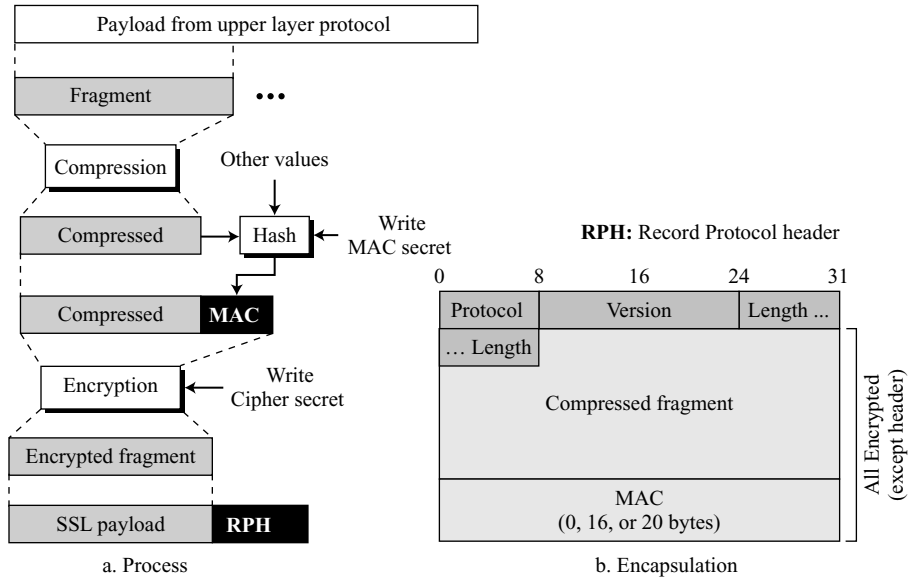 Payload from upper layer protocol
Fragment
•••
Compression
Other values
Compressed
Hash
Write
MAC secret
Compressed
MAC
Encryption
Write
Cipher secret
Encrypted fragment
SSL payload
RPH
a. Process
RPH: Record Protocol header
0 8 16 24 31
Protocol
Version
Length ...
... Length
Compressed fragment
MAC
(0, 16, or 20 bytes)
All Encrypted
(except header)
b. Encapsulation